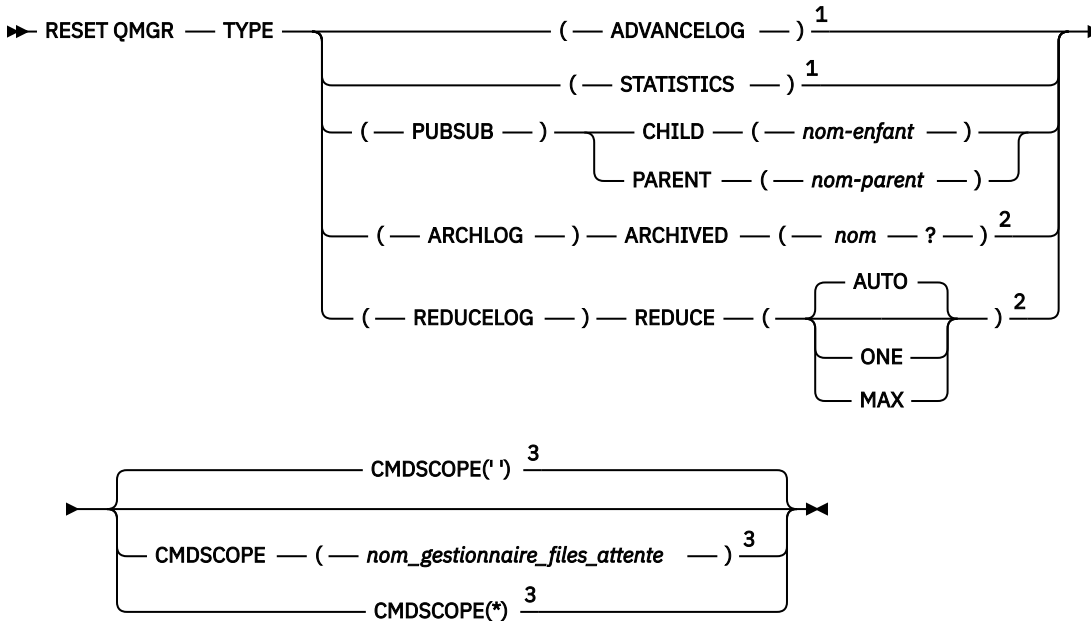 RESET QMGR TYPE ( ADVANCELOG ) 1
( STATISTICS ) 1
( PUBSUB ) CHILD ( nom-enfant )
PARENT ( nom-parent )
( ARCHLOG ) ARCHIVED ( nom ? ) 2
AUTO
( REDUCELOG ) REDUCE ( ) 2
ONE
MAX
CMDSCOPE(' ') 3
CMDSCOPE ( nom_gestionnaire_files_attente ) 3
CMDSCOPE(*) 3